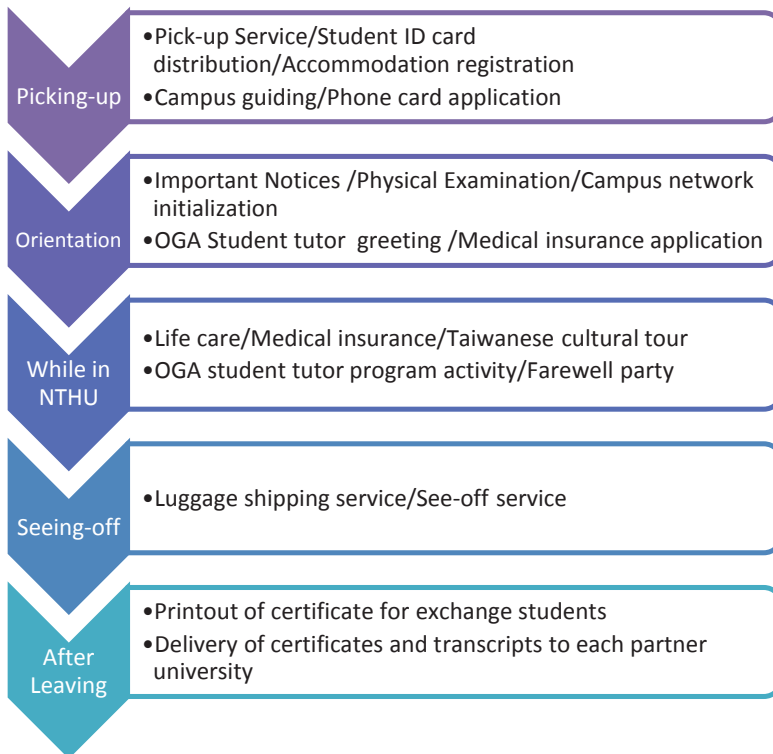 Picking-up
•Pick-up Service/Student ID card
distribution/Accommodation registration
•Campus guiding/Phone card application
Orientation
•Important Notices /Physical Examination/Campus network
initialization
•OGA Student tutor greeting /Medical insurance application
While in
NTHU
•Life care/Medical insurance/Taiwanese cultural tour
•OGA student tutor program activity/Farewell party
Seeing-off
•Luggage shipping service/See-off service
After
Leaving
•Printout of certificate for exchange students
•Delivery of certificates and transcripts to each partner
university